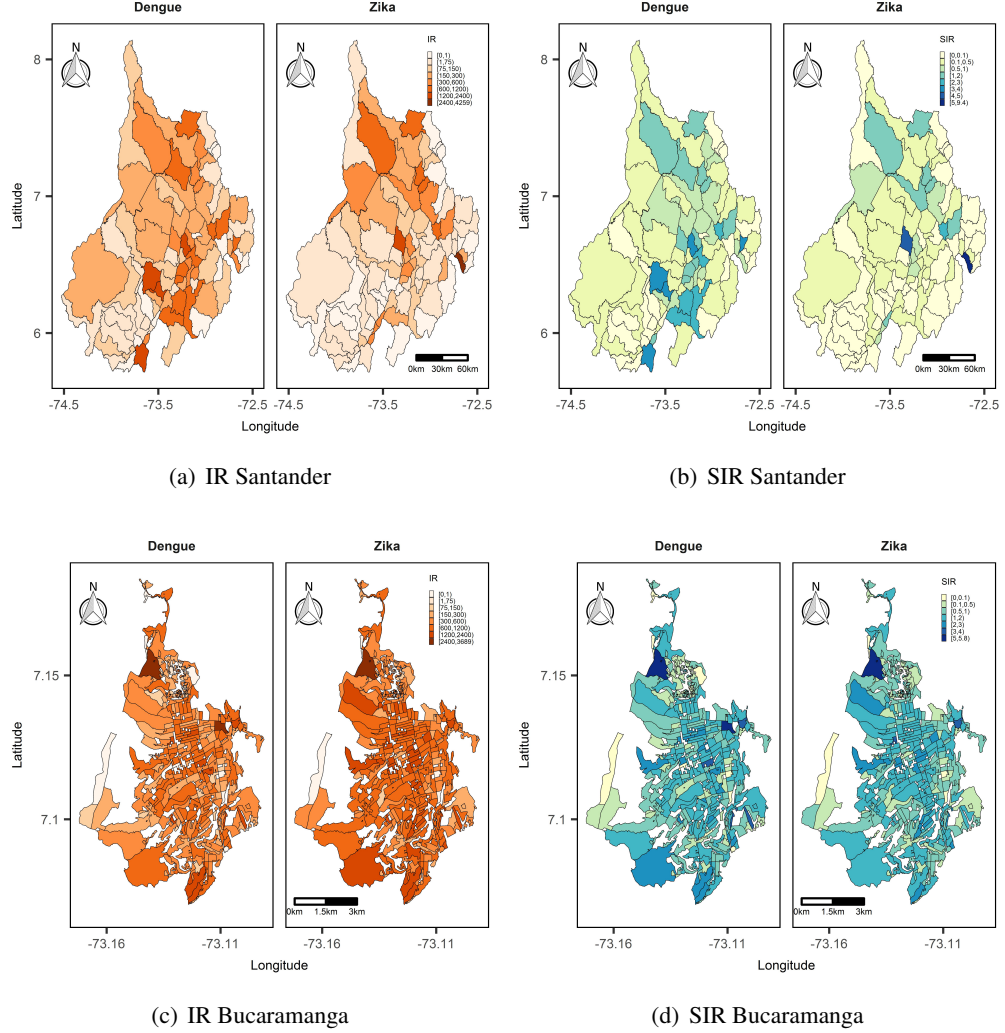 Dengue Zika Dengue Zika
N N N N
IR SIR
[0,1) [0,0.1)
[1,75) [0.1,0.5)
[75,150) [0.5,1)
[150,300) [1,2)
[300,600) [2,3)
[600,1200) [3,4)
[1200,2400) [4,5)
[2400,4259] [5,9.4]
8
7
6
Latitude Latitude
0km 30km 60km 0km 30km 60km
-74.5 -73.5 -72.5 -74.5 -73.5 -72.5 -74.5 -73.5 -72.5 -74.5 -73.5 -72.5
Longitude Longitude
(a) IR Santander (b) SIR Santander
Dengue Zika Dengue Zika
N N N N
IR SIR
[0,1) [0,0.1)
[1,75) [0.1,0.5)
[75,150) [0.5,1)
[150,300) [1,2)
[300,600) [2,3)
[600,1200) [3,4)
[1200,2400) [5,5.8]
[2400,3689]
7.15
7.1
Latitude Latitude
0km 1.5km 3km 0km 1.5km 3km
-73.16 -73.11 -73.16 -73.11 -73.16 -73.11 -73.16 -73.11
Longitude Longitude
(c) IR Bucaramanga (d) SIR Bucaramanga